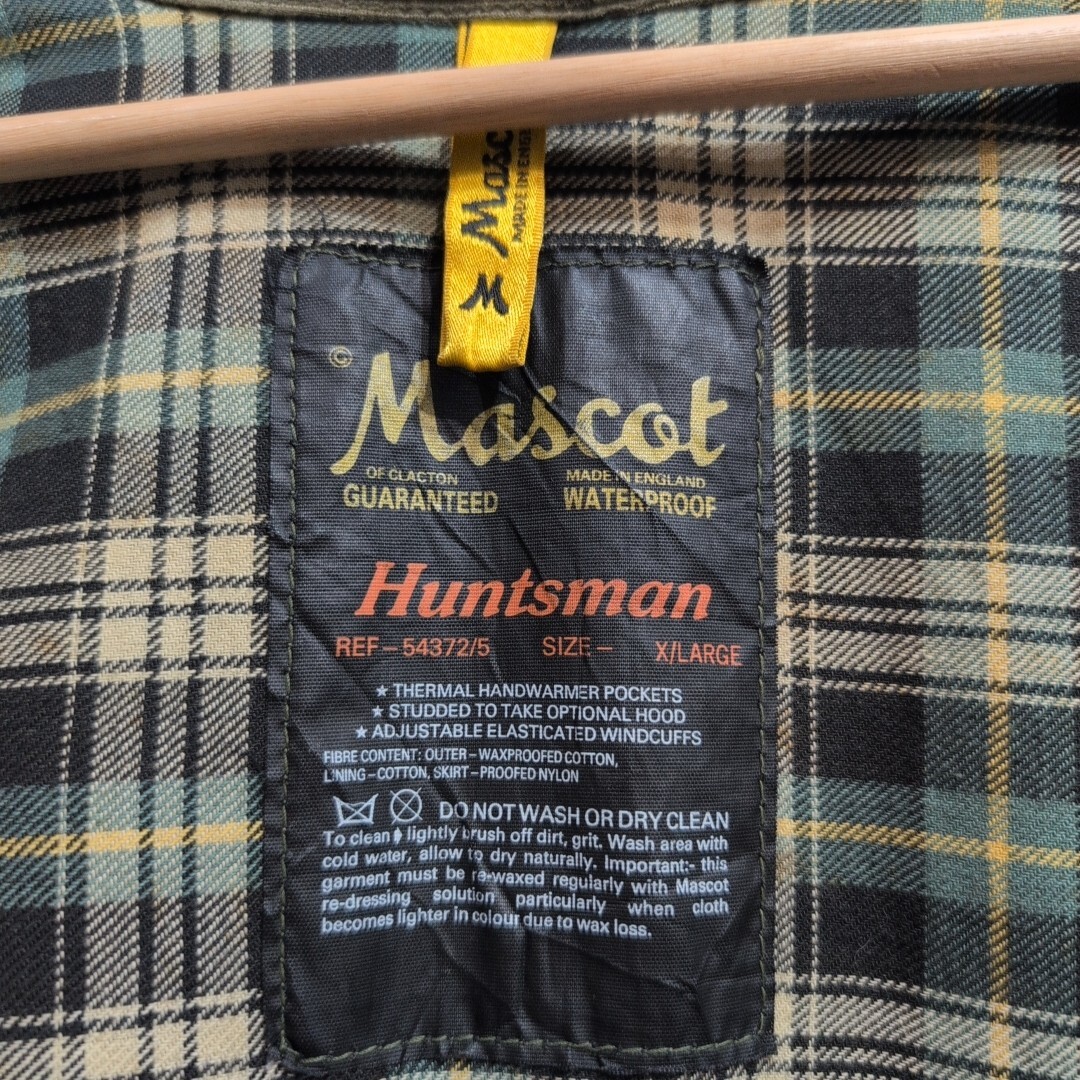 Masc
MADE IN ENG
M
© Mascot
OF CLACTON MADE IN ENGLAND
GUARANTEED WATERPROOF
Huntsman
REF-54372/5 SIZE- X/LARGE
★ THERMAL HANDWARMER POCKETS
★ STUDDED TO TAKE OPTIONAL HOOD
★ ADJUSTABLE ELASTICATED WINDCUFFS
FIBRE CONTENT: OUTER-WAXPROOFED COTTON,
LINING-COTTON, SKIRT-PROOFED NYLON
DO NOT WASH OR DRY CLEAN
To clean lightly brush off dirt, grit. Wash area with
cold water, allow to dry naturally. Important:- this
garment must be re-waxed regularly with Mascot
re-dressing solution particularly when cloth
becomes lighter in colour due to wax loss.